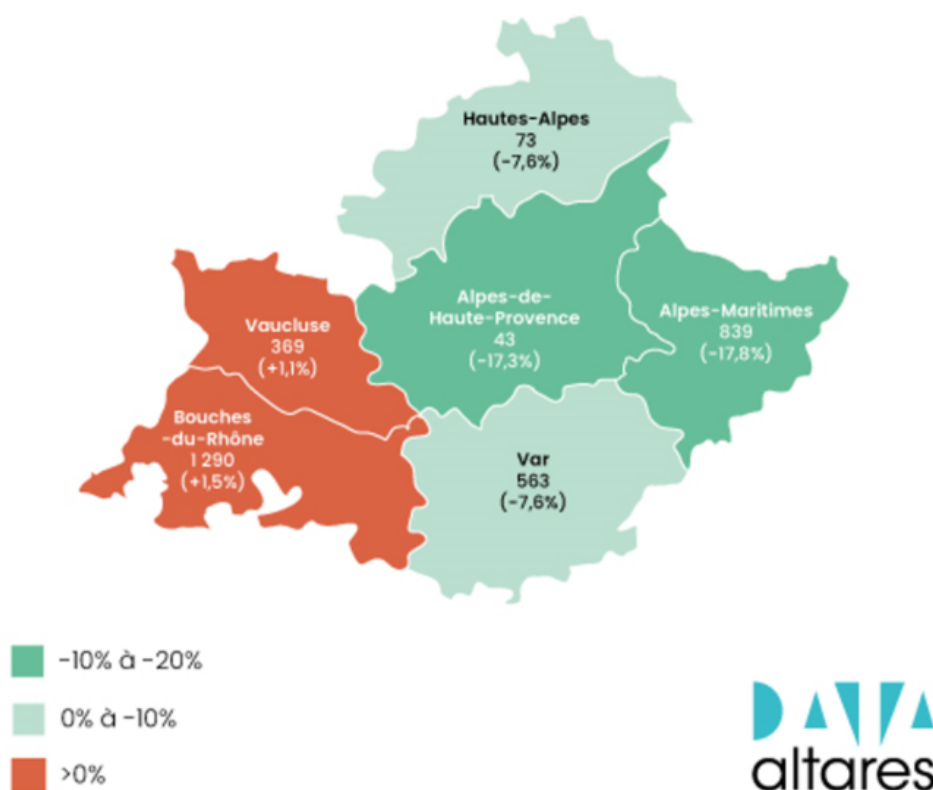 Hautes-Alpes
73
(-7,6%)
Alpes-de-
Haute-Provence
43
(-17,3%)
Alpes-Maritimes
839
(-17,8%)
Vaucluse
369
(+1,1%)
Bouches
-du-Rhône
1 290
(+1,5%)
Var
563
(-7,6%)
-10% à -20%
0% à -10%
>0%
DATA
altares